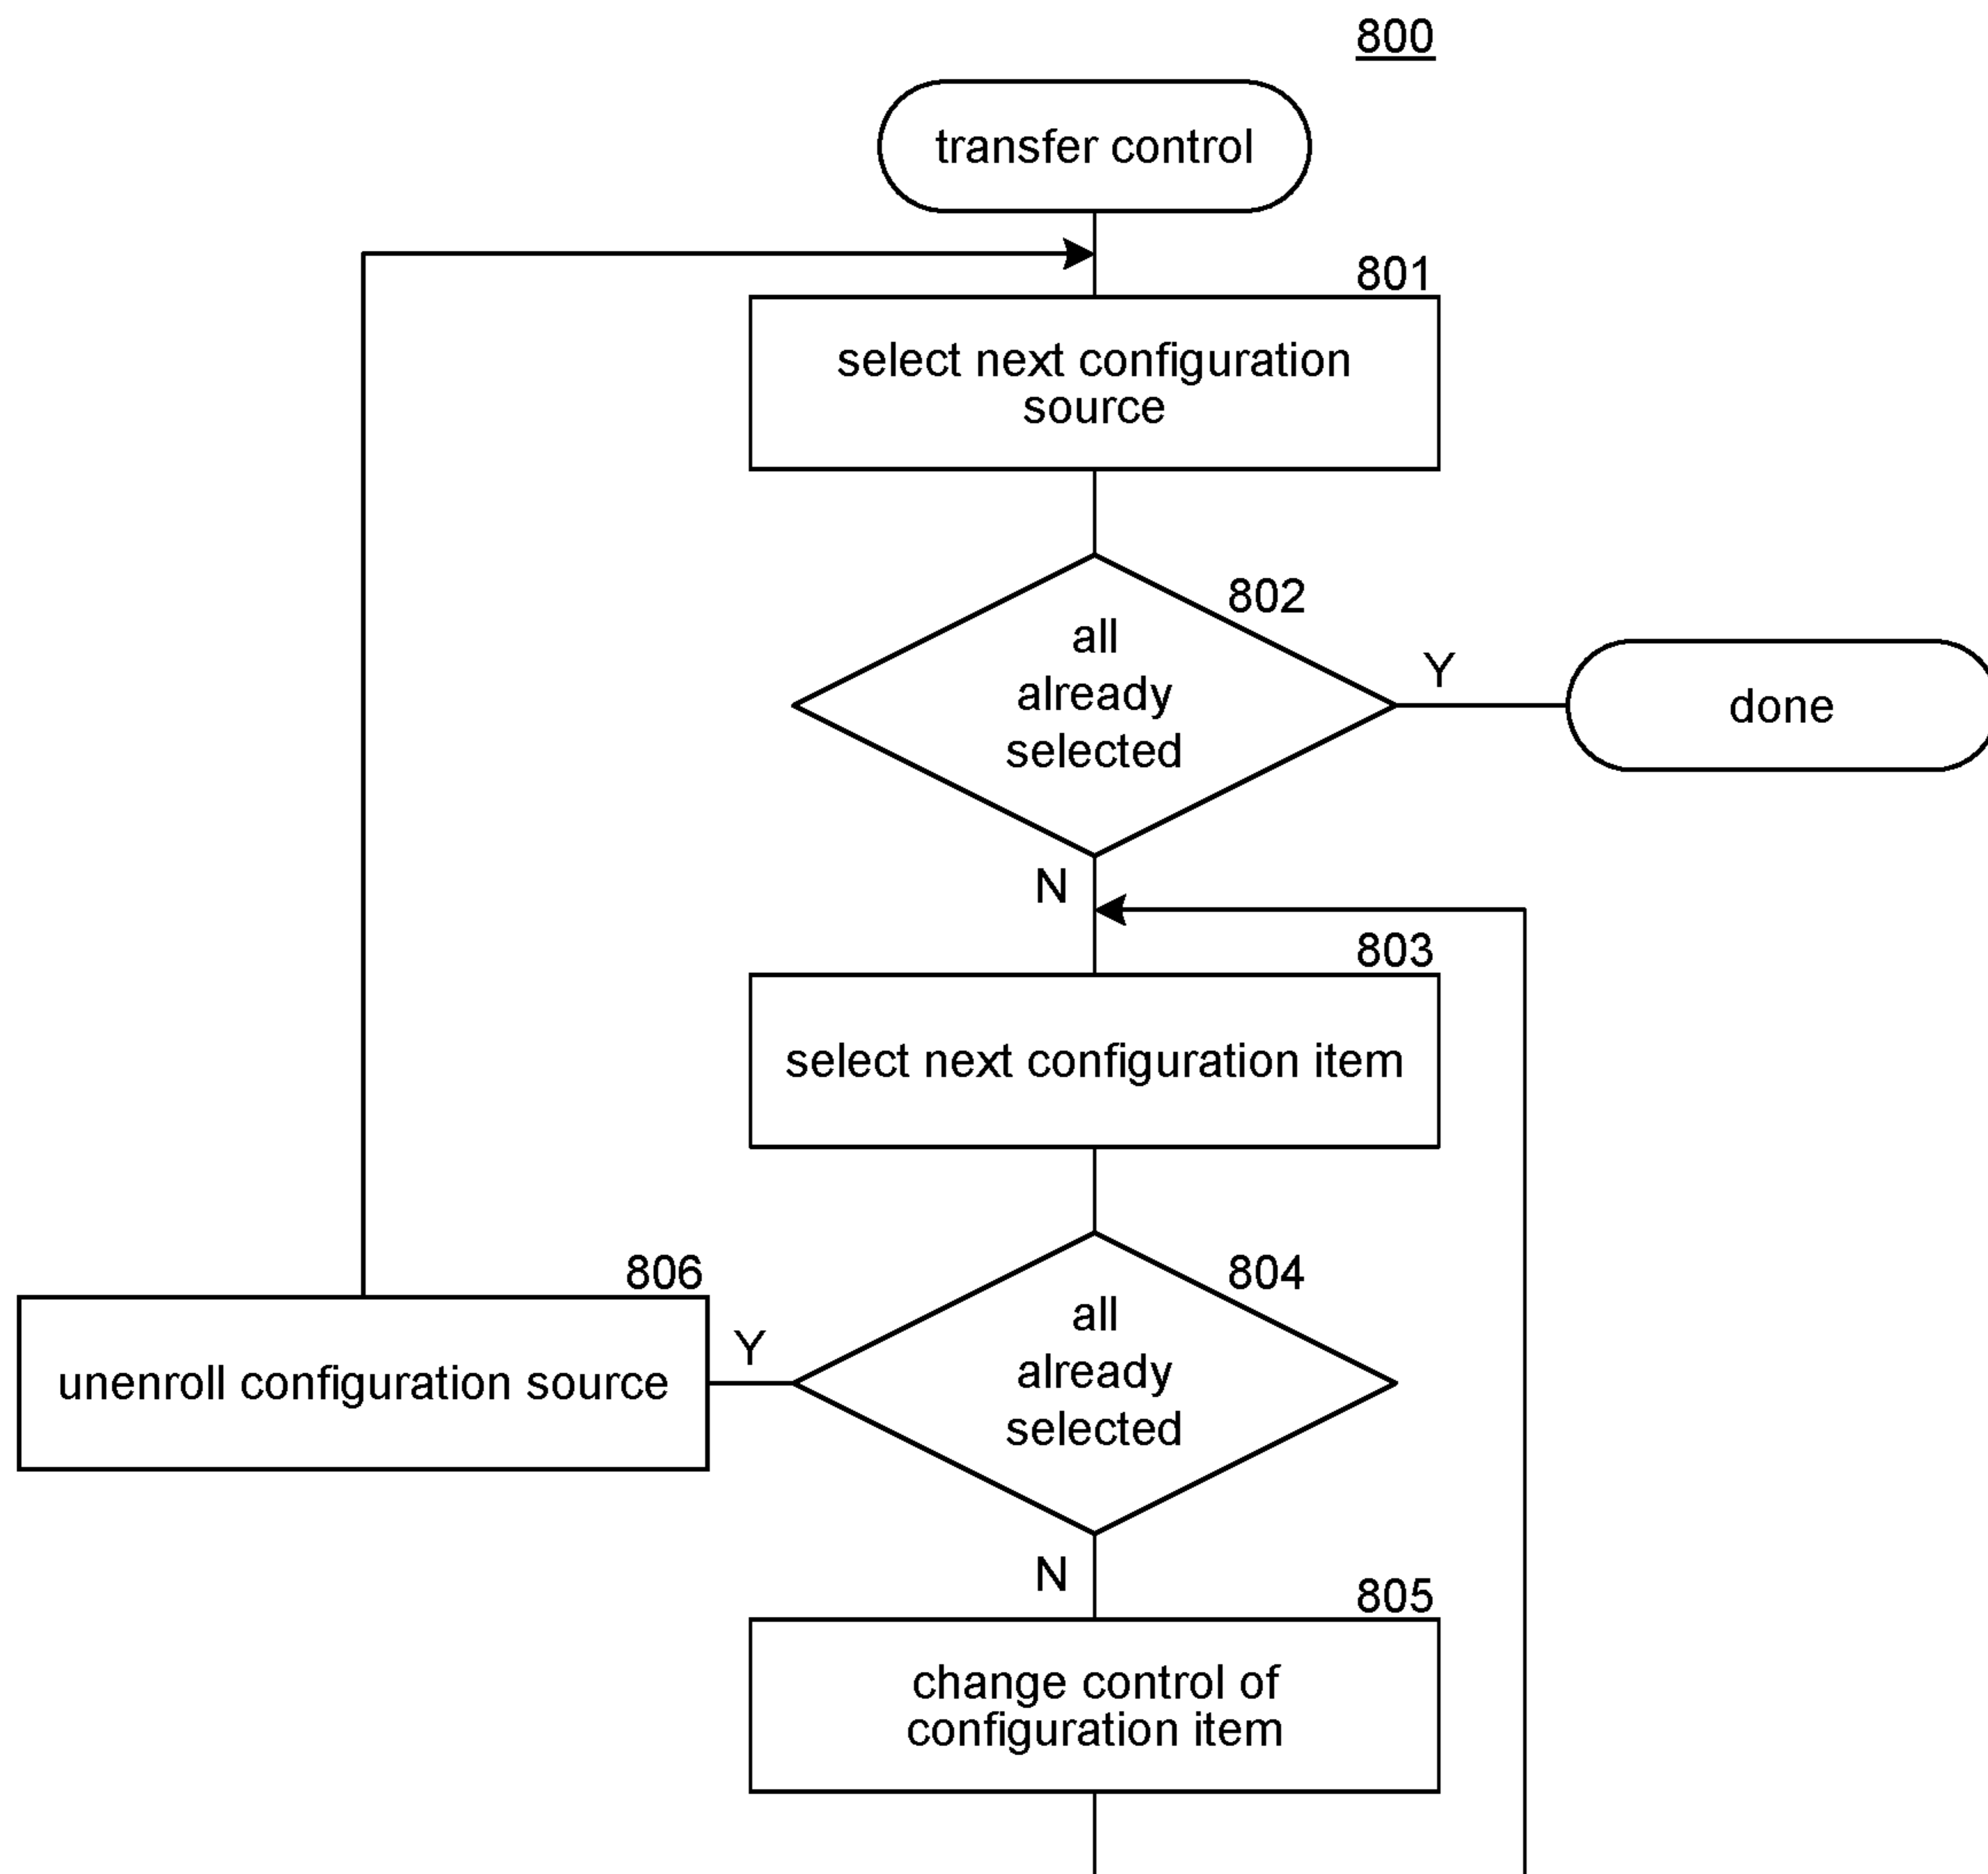 800
transfer control
801
select next configuration
source
802
all
already
selected
Y
done
N
803
select next configuration item
806
804
all
already
selected
Y
unenroll configuration source
N
805
change control of
configuration item